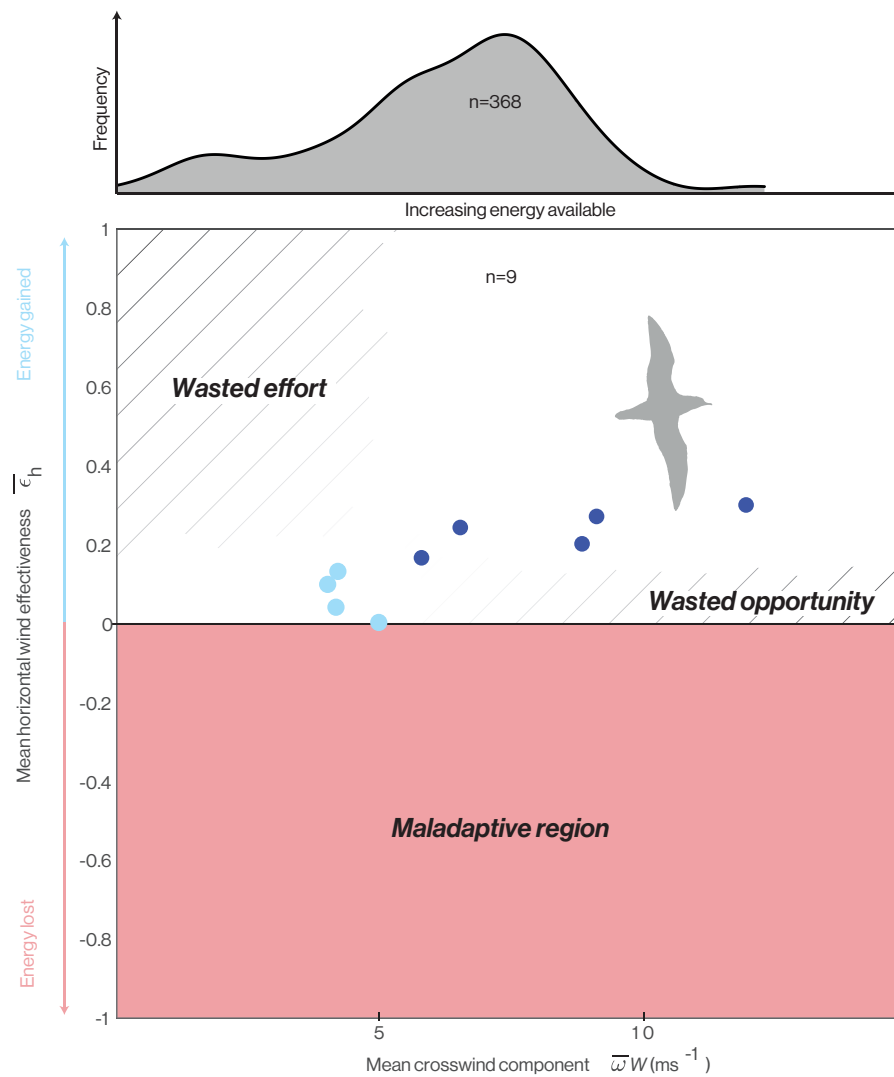 Frequency
n=368
Increasing energy available
Energy gained
Mean horizontal wind effectiveness ϵ̅h
Energy lost
1
0.8
0.6
0.4
0.2
0
-0.2
-0.4
-0.6
-0.8
-1
n=9
Wasted effort
Wasted opportunity
Maladaptive region
5
10
Mean crosswind component ω̅W(ms⁻¹)